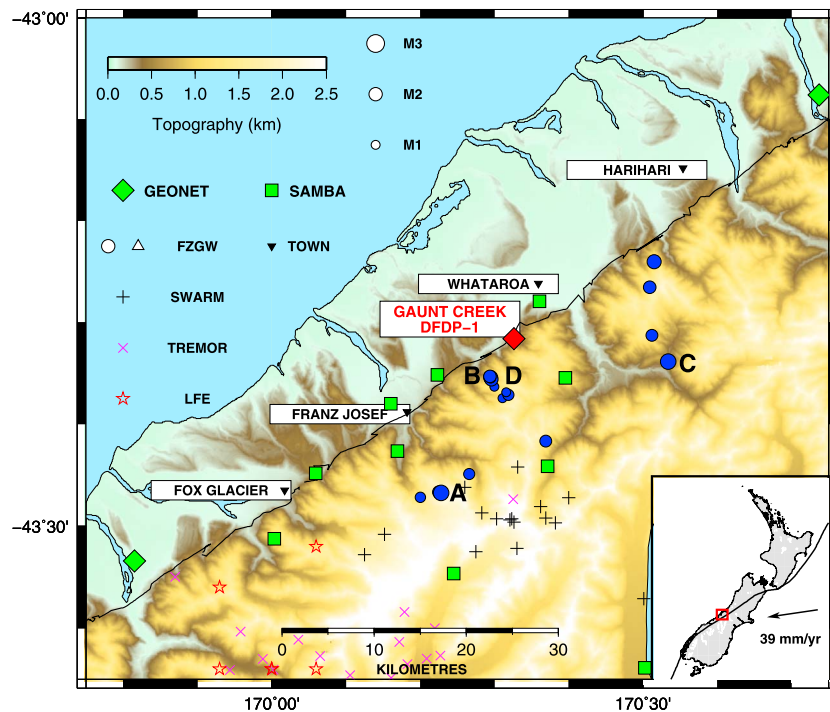 −43°00'
M3
0.0 0.5 1.0 1.5 2.0 2.5
M2
Topography (km)
M1
HARIHARI
GEONET
SAMBA
FZGW
TOWN
WHATAROA
SWARM
GAUNT CREEK
DFDP−1
TREMOR
C
B D
LFE
FRANZ JOSEF
FOX GLACIER
A
−43°30'
0 10 20 30
39 mm/yr
KILOMETRES
170°00'
170°30'